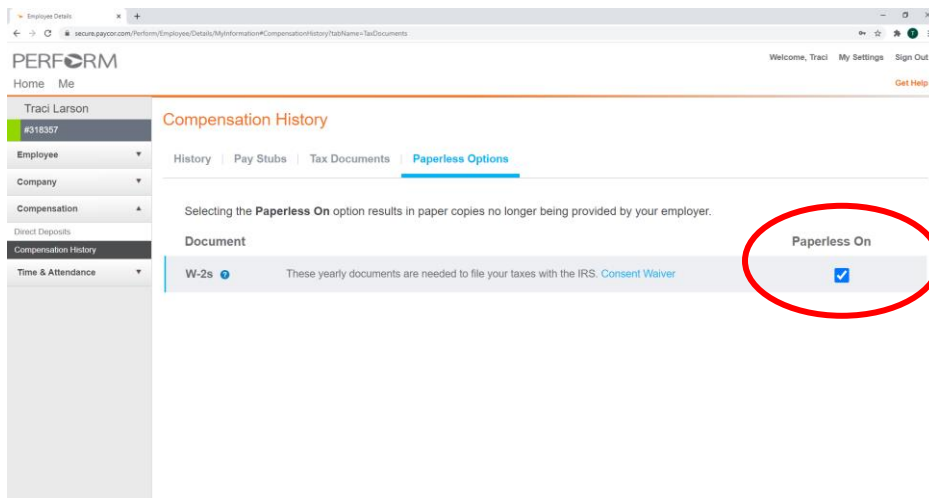 Employee Details
secure.paycor.com/Perform/Employee/Details/MyInformation#CompensationHistory?tabName=TaxDocuments
PERFORM
Welcome, Traci My Settings Sign Out
Home Me
Get Help
Traci Larson
#318357
Compensation History
Employee
History Pay Stubs Tax Documents Paperless Options
Company
Compensation
Selecting the Paperless On option results in paper copies no longer being provided by your employer.
Direct Deposits
Document Paperless On
Compensation History
Time & Attendance
W-2s ? These yearly documents are needed to file your taxes with the IRS. Consent Waiver